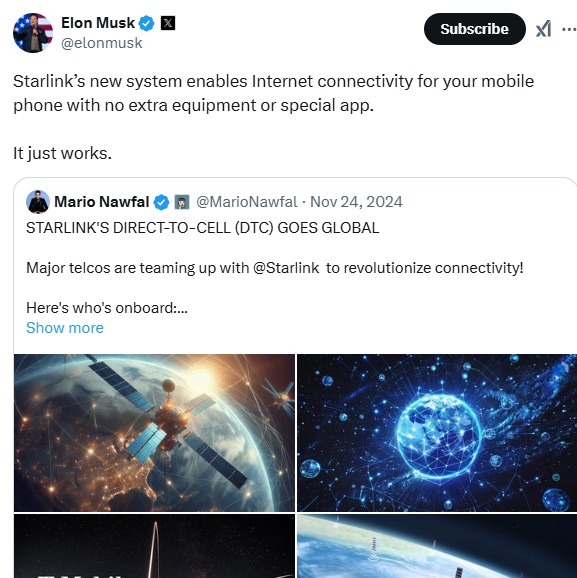 Elon Musk
@elonmusk
Subscribe
Starlink’s new system enables Internet connectivity for your mobile
phone with no extra equipment or special app.
It just works.
Mario Nawfal @MarioNawfal · Nov 24, 2024
STARLINK'S DIRECT-TO-CELL (DTC) GOES GLOBAL
Major telcos are teaming up with @Starlink to revolutionize connectivity!
Here's who's onboard:...
Show more